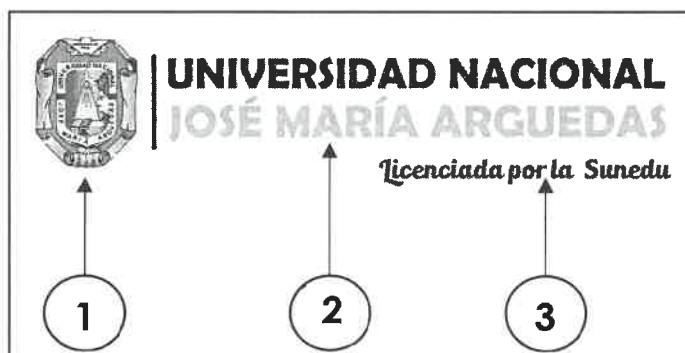 UNIVERSIDAD NACIONAL
JOSÉ MARÍA ARGUEDAS
Licenciada por la Sunedu
1
2
3